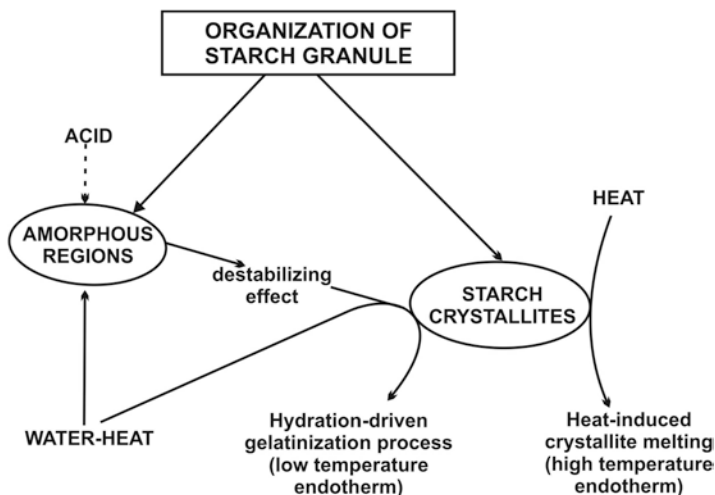 ORGANIZATION OF
STARCH GRANULE
ACID
HEAT
AMORPHOUS
REGIONS
destabilizing
effect
STARCH
CRYSTALLITES
WATER-HEAT
Hydration-driven
gelatinization process
(low temperature
endotherm)
Heat-induced
crystallite melting
(high temperature
endotherm)